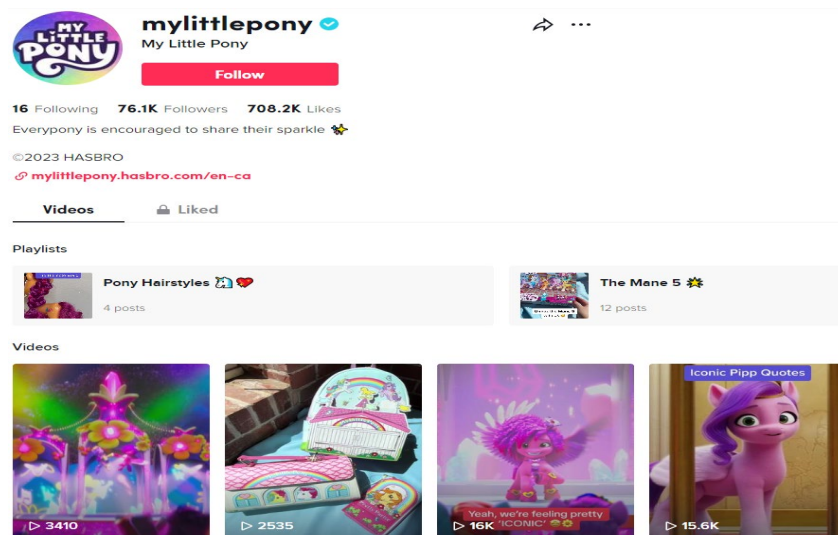 MY
LiTTLE
PONY
mylittlepony
My Little Pony
Follow
16 Following 76.1K Followers 708.2K Likes
Everypony is encouraged to share their sparkle ✨
©2023 HASBRO
mylittlepony.hasbro.com/en-ca
Videos Liked
Playlists
Pony Hairstyles 🦄💖
4 posts
The Mane 5 🌟
12 posts
Videos
3410
2535
Yeah, we're feeling pretty
'ICONIC'
16K
Iconic Pipp Quotes
15.6K